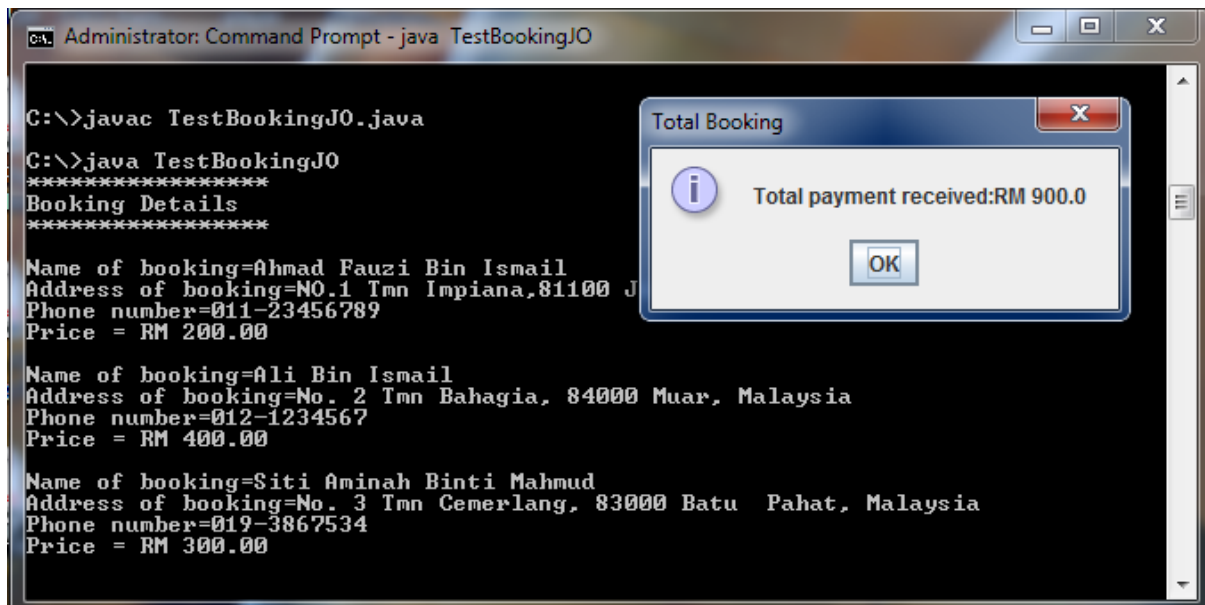 Administrator: Command Prompt - java TestBookingJO
C:\>javac TestBookingJO.java
C:\>java TestBookingJO
*****************
Booking Details
*****************
Name of booking=Ahmad Fauzi Bin Ismail
Address of booking=NO.1 Tmn Impiana,81100 J
Phone number=011-23456789
Price = RM 200.00
Name of booking=Ali Bin Ismail
Address of booking=No. 2 Tmn Bahagia, 84000 Muar, Malaysia
Phone number=012-1234567
Price = RM 400.00
Name of booking=Siti Aminah Binti Mahmud
Address of booking=No. 3 Tmn Cemerlang, 83000 Batu  Pahat, Malaysia
Phone number=019-3867534
Price = RM 300.00
Total Booking
Total payment received:RM 900.0
OK